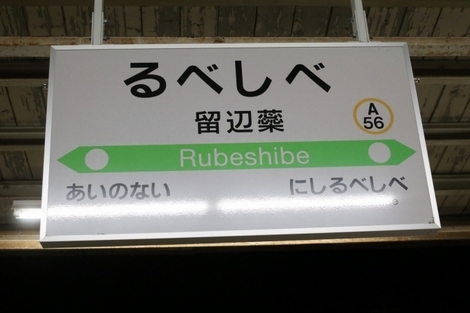 るべしべ
留辺蘂
A
56
Rubeshibe
あいのない
にしるべしべ